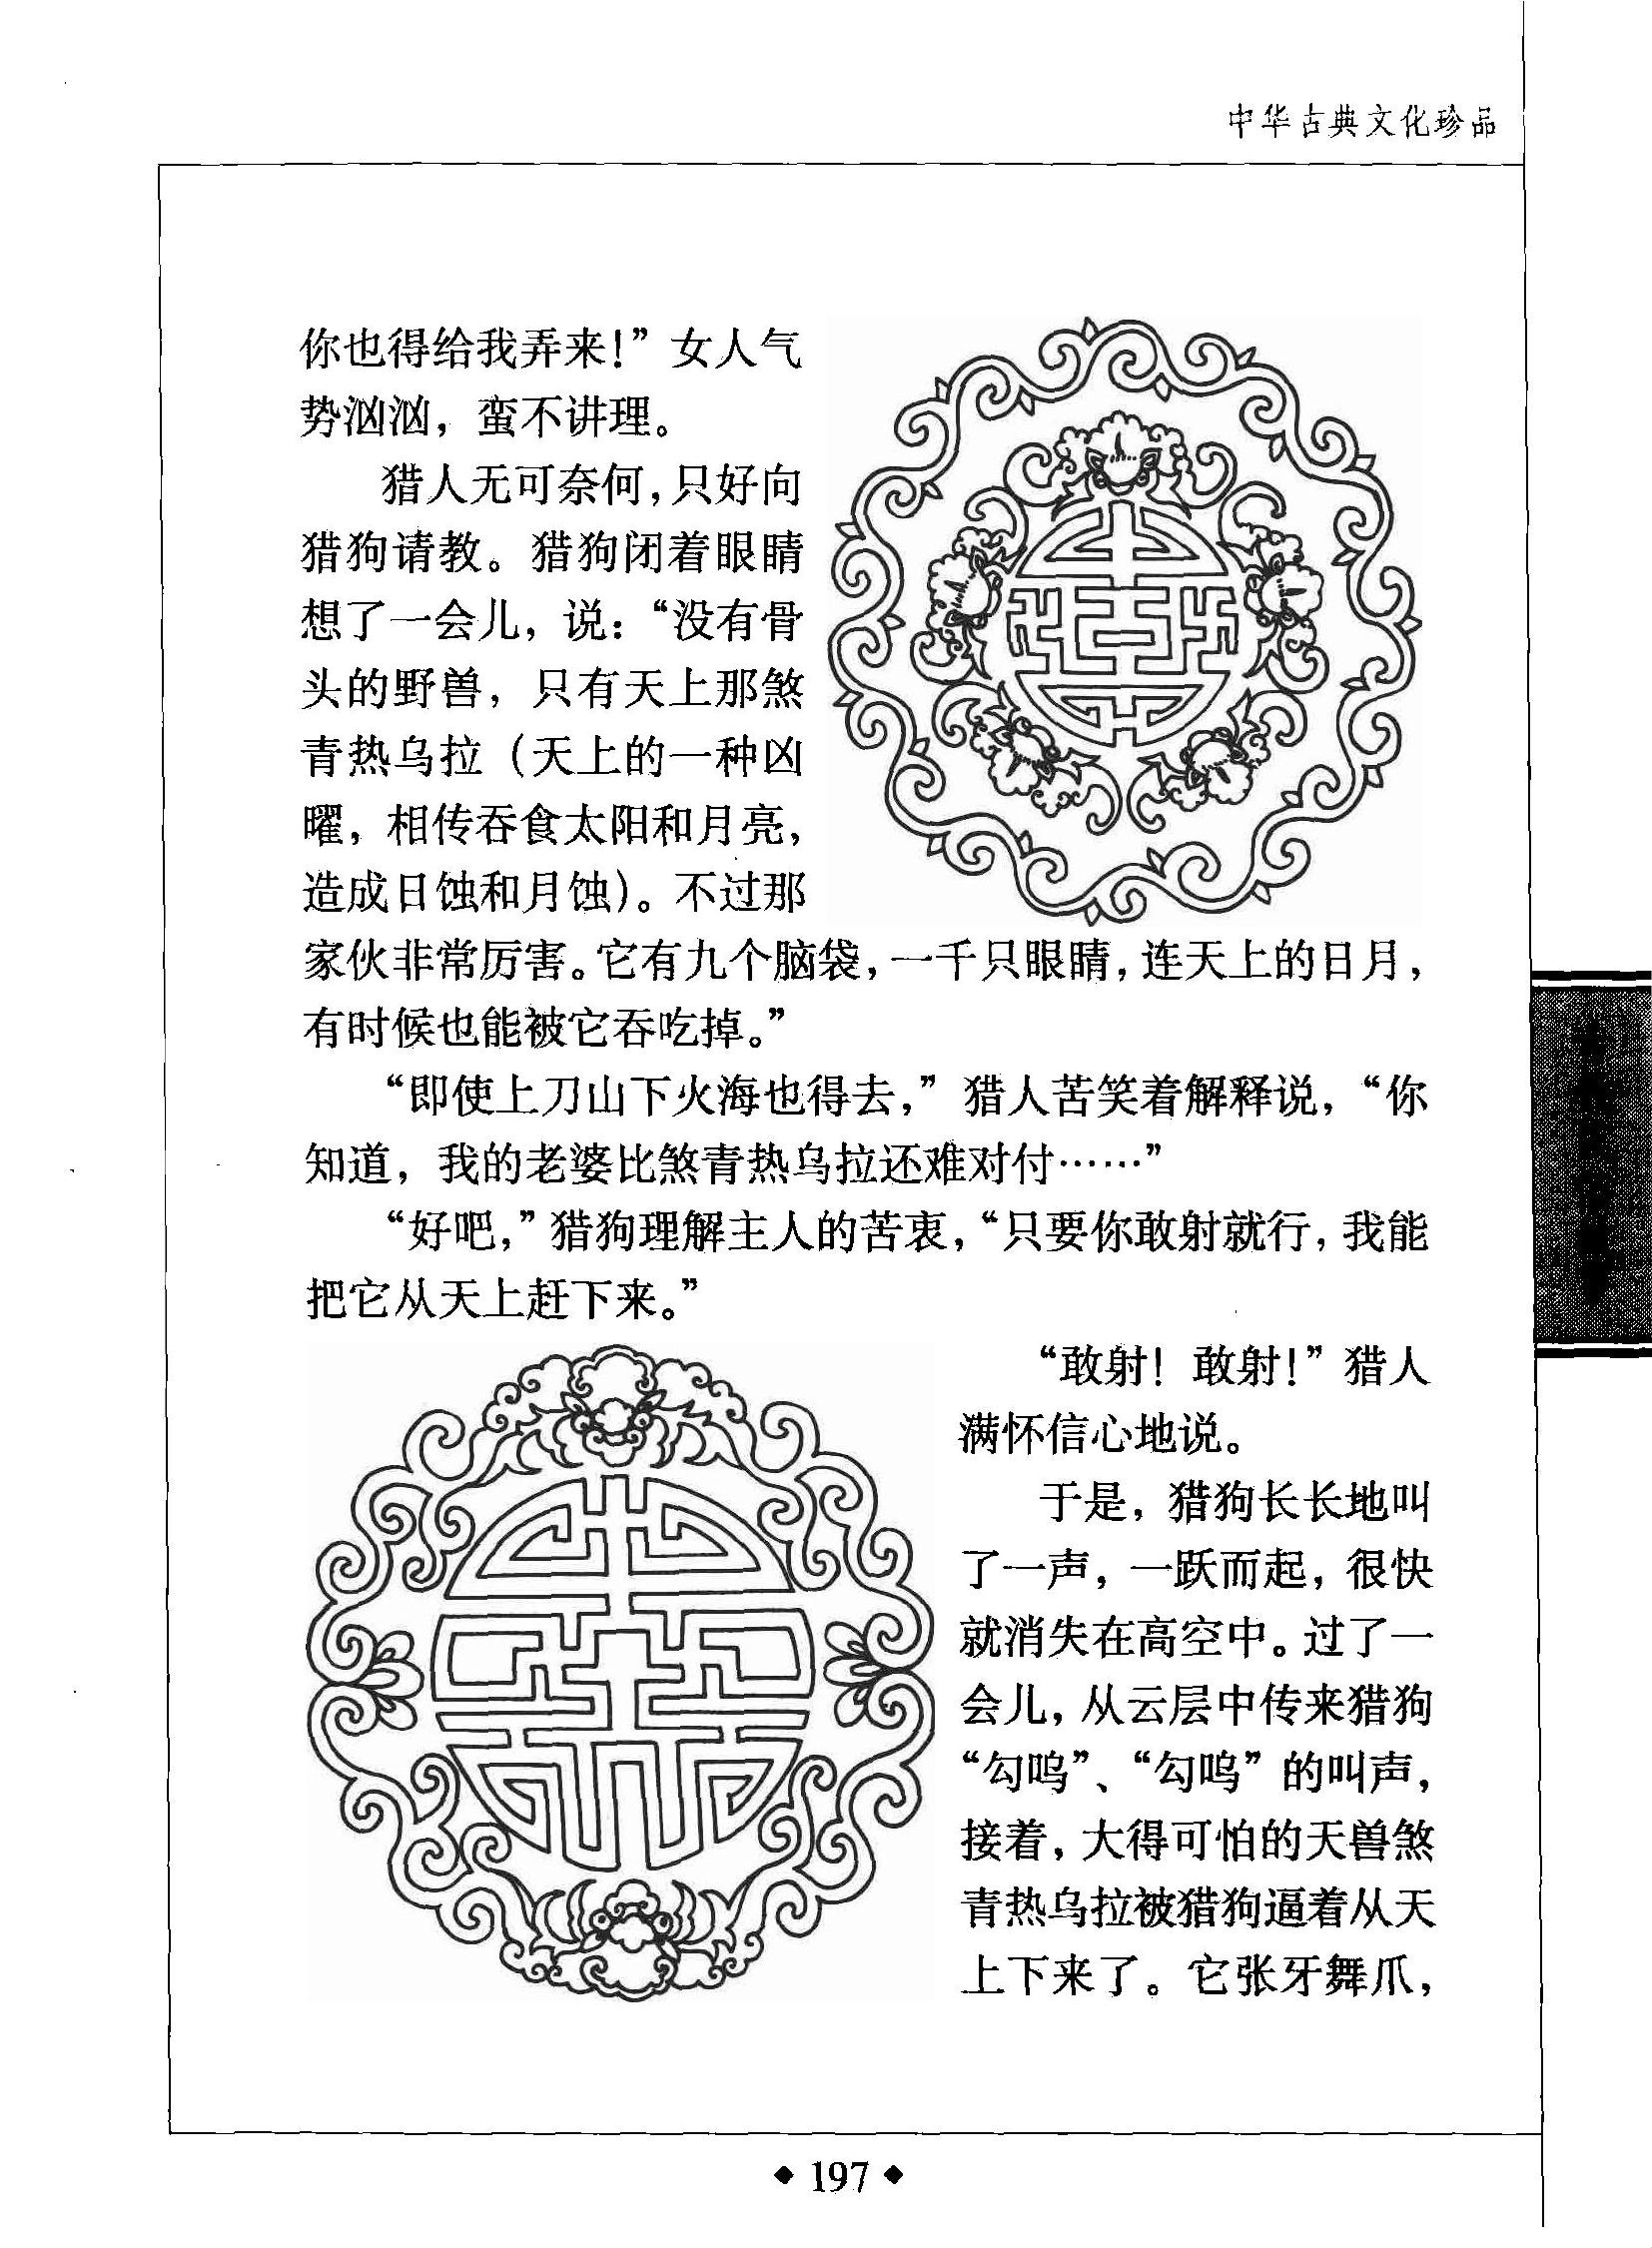 中华古典文化珍品
你也得给我弄来！”女人气
势汹汹，蛮不讲理。
猎人无可奈何，只好向
猎狗请教。猎狗闭着眼睛
想了一会儿，说：“没有骨
头的野兽，只有天上那煞
青热乌拉（天上的一种凶
曜，相传吞食太阳和月亮，
造成日蚀和月蚀）。不过那
家伙非常厉害。它有九个脑袋，一千只眼睛，连天上的日月，
有时候也能被它吞吃掉。”
“即使上刀山下火海也得去，”猎人苦笑着解释说，“你
知道，我的老婆比煞青热乌拉还难对付……”
“好吧，”猎狗理解主人的苦衷，“只要你敢射就行，我能
把它从天上赶下来。”
“敢射！敢射！”猎人
满怀信心地说。
于是，猎狗长长地叫
了一声，一跃而起，很快
就消失在高空中。过了一
会儿，从云层中传来猎狗
“勾呜”、“勾呜”的叫声，
接着，大得可怕的天兽煞
青热乌拉被猎狗逼着从天
上下来了。它张牙舞爪，
◆ 197 ◆